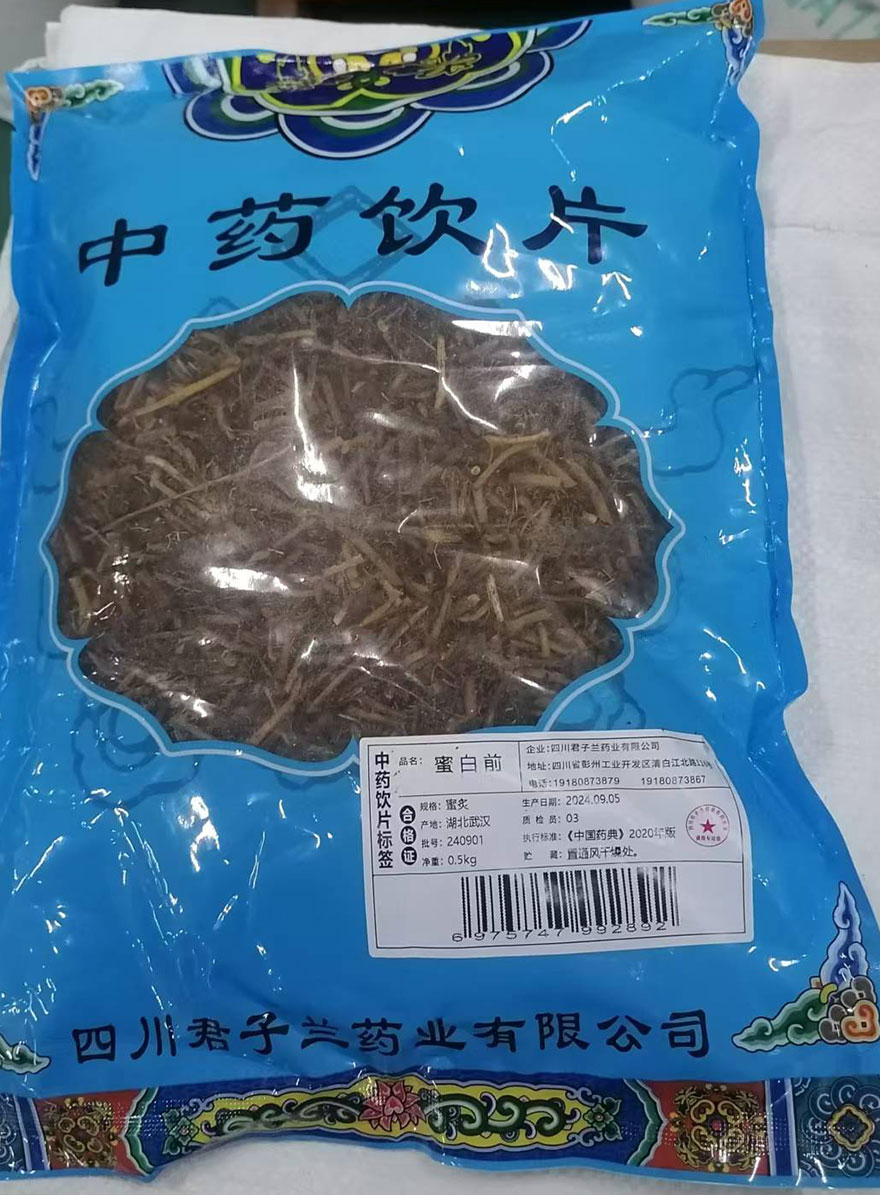 中药饮片
中药饮片标签
合格证
品名: 蜜白前
企业:四川君子兰药业有限公司
地址:四川省彭州工业开发区清白江北路
电话:19180873879 19180873867
规格: 蜜炙
产地: 湖北武汉
批号: 240901
净重: 0.5kg
生产日期: 2024.09.05
质检员: 03
执行标准:《中国药典》2020年版
贮藏: 置通风干燥处。
6 975747 992892
四川君子兰药业有限公司